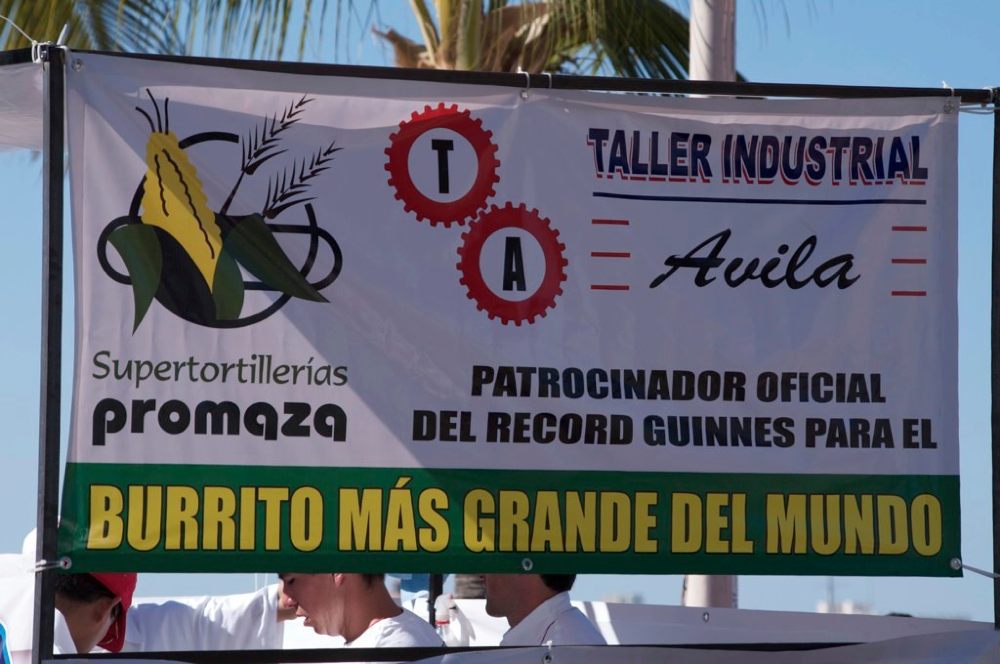 Supertortillerías
promaza
T
A
TALLER INDUSTRIAL
Avila
PATROCINADOR OFICIAL
DEL RECORD GUINNES PARA EL
BURRITO MÁS GRANDE DEL MUNDO